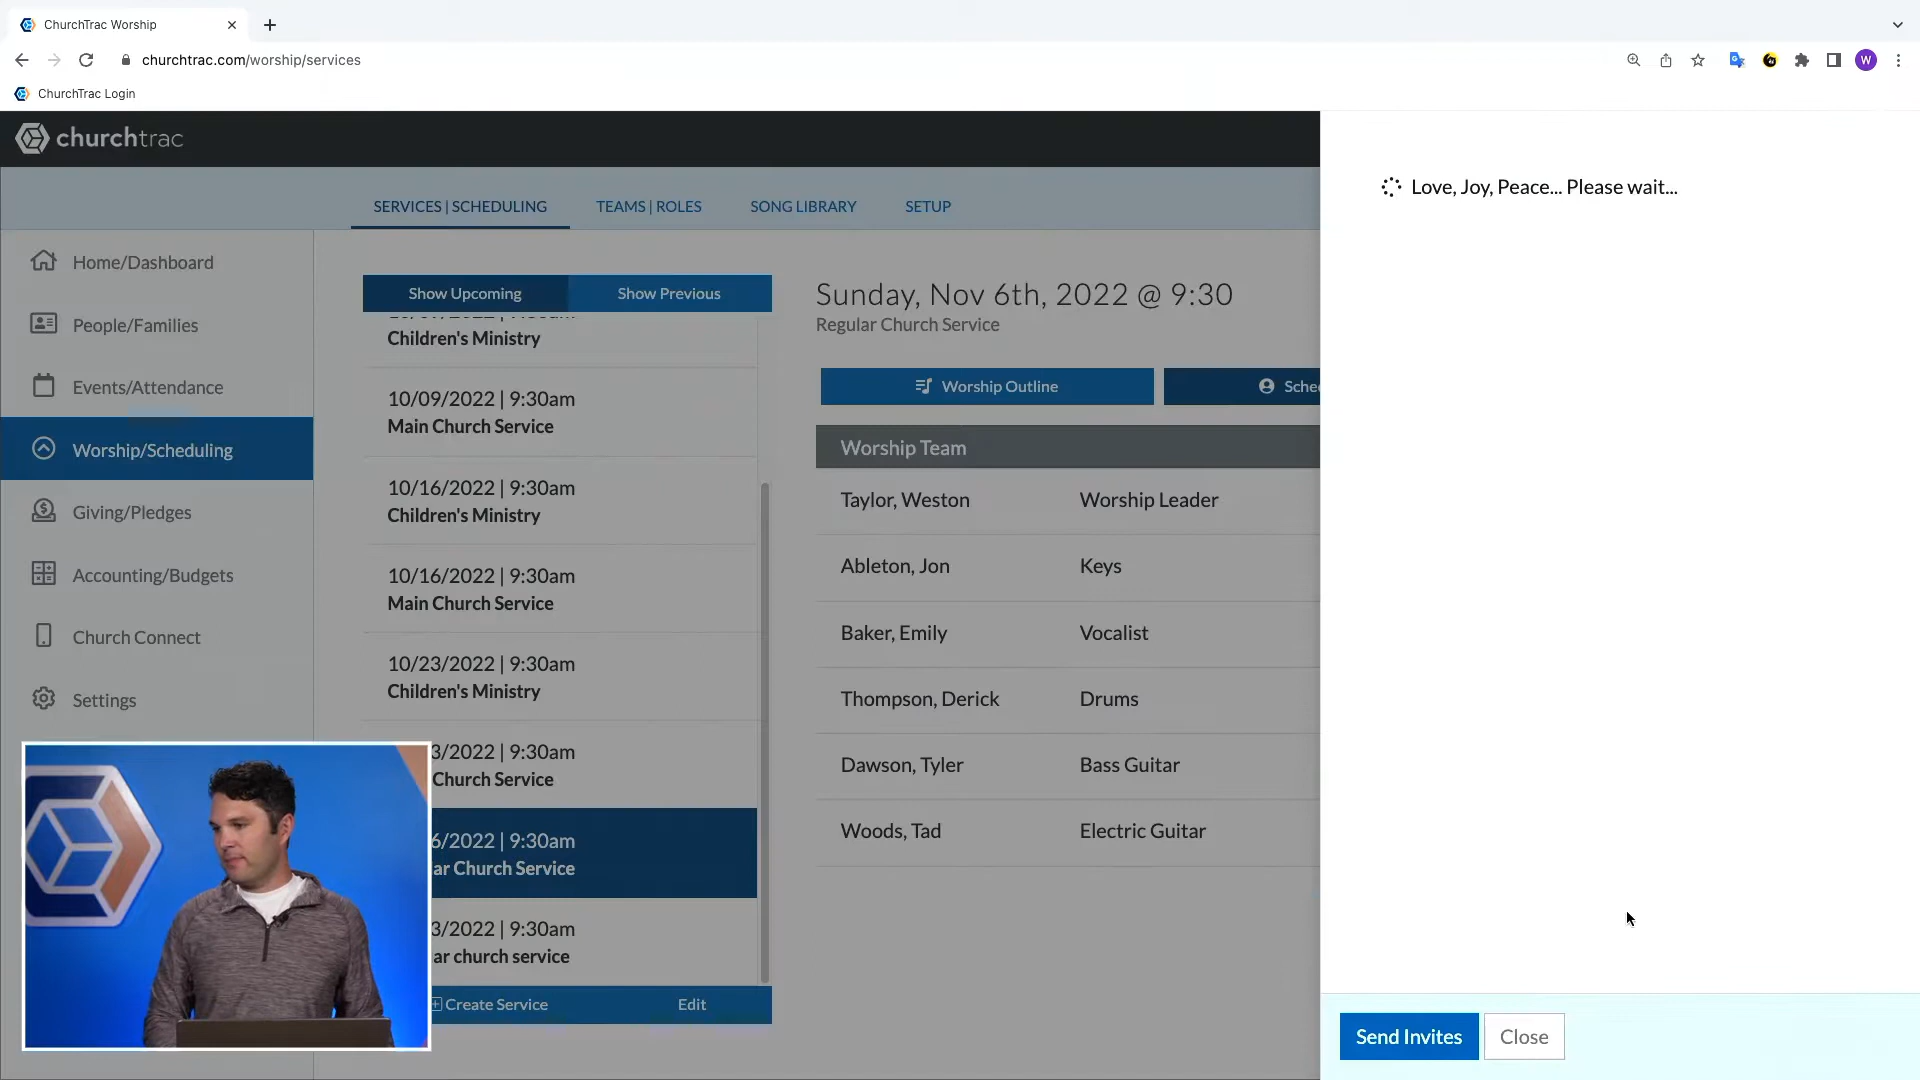 ChurchTrac Worship
churchtrac.com/worship/services
W
ChurchTrac Login
churchtrac
SERVICES | SCHEDULING
TEAMS | ROLES
SONG LIBRARY
SETUP
Home/Dashboard
People/Families
Events/Attendance
Worship/Scheduling
Giving/Pledges
Accounting/Budgets
Church Connect
Settings
Show Upcoming
Show Previous
Children's Ministry
10/09/2022 | 9:30am
Main Church Service
10/16/2022 | 9:30am
Children's Ministry
10/16/2022 | 9:30am
Main Church Service
10/23/2022 | 9:30am
Children's Ministry
3/2022 | 9:30am
Church Service
6/2022 | 9:30am
ar Church Service
3/2022 | 9:30am
ar church service
Create Service
Edit
Sunday, Nov 6th, 2022 @ 9:30
Regular Church Service
Worship Outline
Sche
Worship Team
Taylor, Weston Worship Leader
Ableton, Jon Keys
Baker, Emily Vocalist
Thompson, Derick Drums
Dawson, Tyler Bass Guitar
Woods, Tad Electric Guitar
Love, Joy, Peace... Please wait...
Send Invites
Close